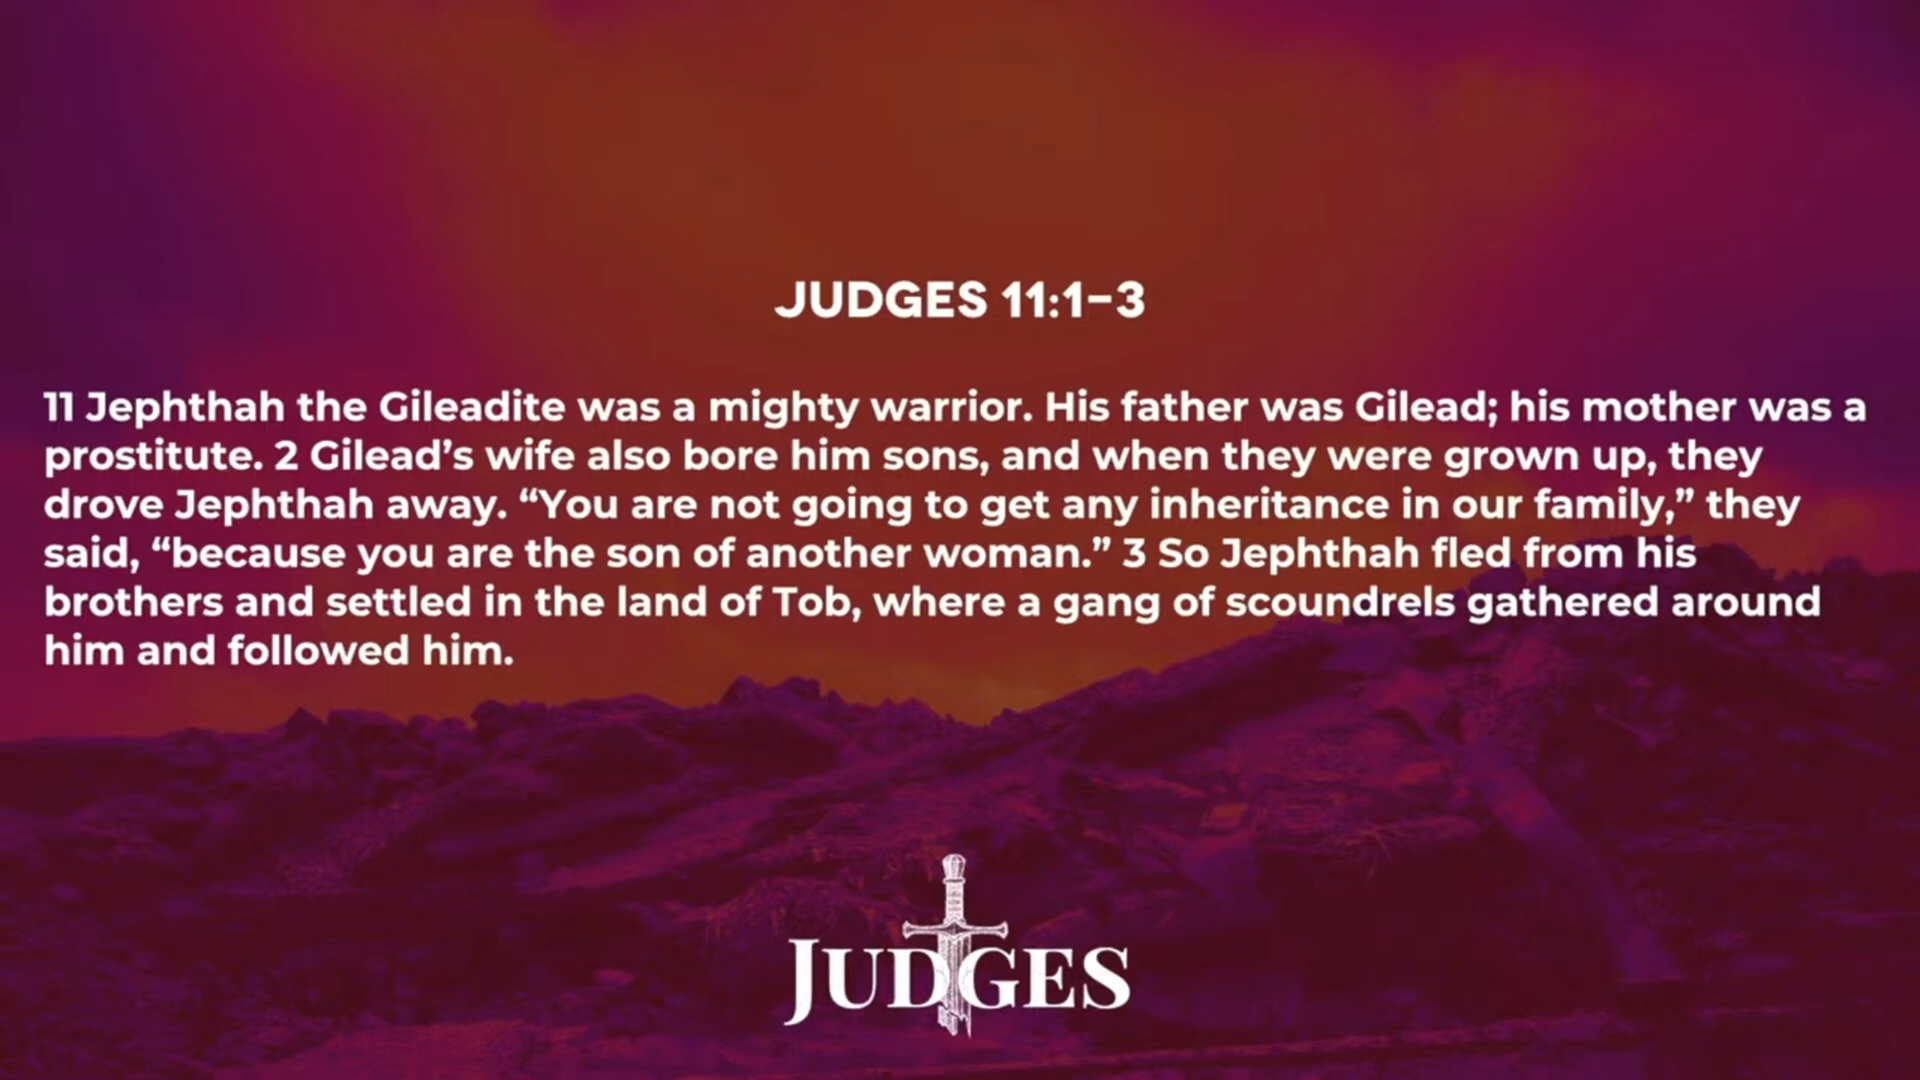 JUDGES 11:1-3
11 Jephthah the Gileadite was a mighty warrior. His father was Gilead; his mother was a
prostitute. 2 Gilead’s wife also bore him sons, and when they were grown up, they
drove Jephthah away. “You are not going to get any inheritance in our family,” they
said, “because you are the son of another woman.” 3 So Jephthah fled from his
brothers and settled in the land of Tob, where a gang of scoundrels gathered around
him and followed him.
JUDGES